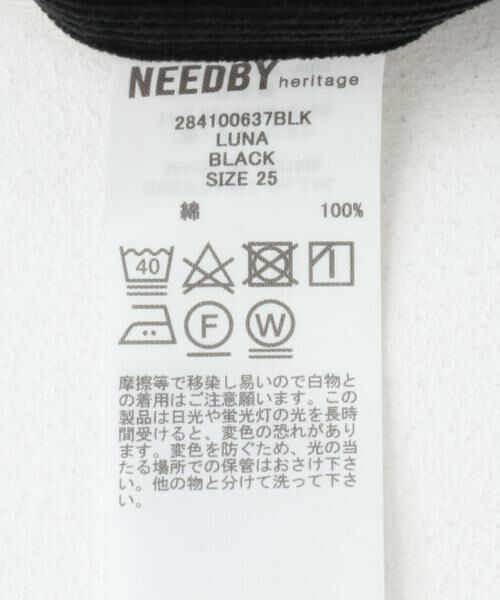 NEEDBY heritage
284100637BLK
LUNA
BLACK
SIZE 25
綿 100%
40
F W
摩擦等で移染し易いので白物と
の着用はご注意願います。この
製品は日光や蛍光灯の光を長時
間受けると、変色の恐れがあり
ます。変色を防ぐため、光の当
たる場所での保管はおさけ下さ
い。他の物と分けて洗って下さ
い。